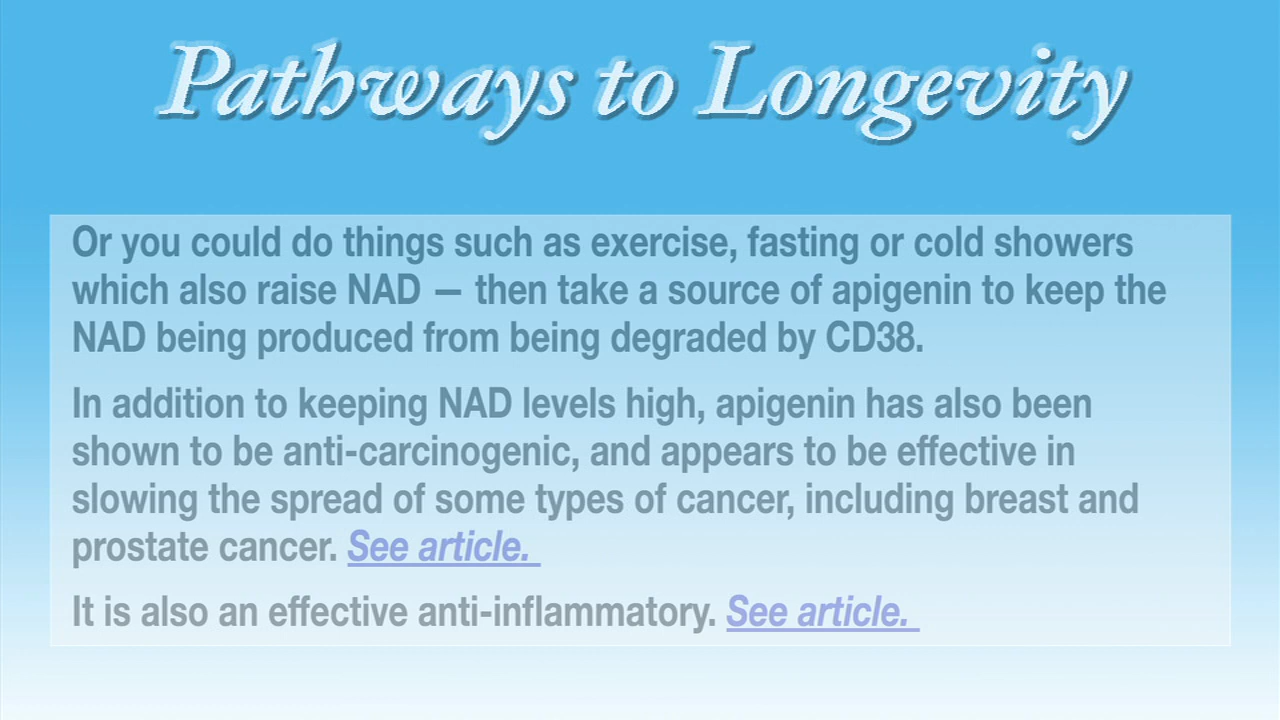 Pathways to Longevity
Or you could do things such as exercise, fasting or cold showers
which also raise NAD — then take a source of apigenin to keep the
NAD being produced from being degraded by CD38.
In addition to keeping NAD levels high, apigenin has also been
shown to be anti-carcinogenic, and appears to be effective in
slowing the spread of some types of cancer, including breast and
prostate cancer. See article.
It is also an effective anti-inflammatory. See article.